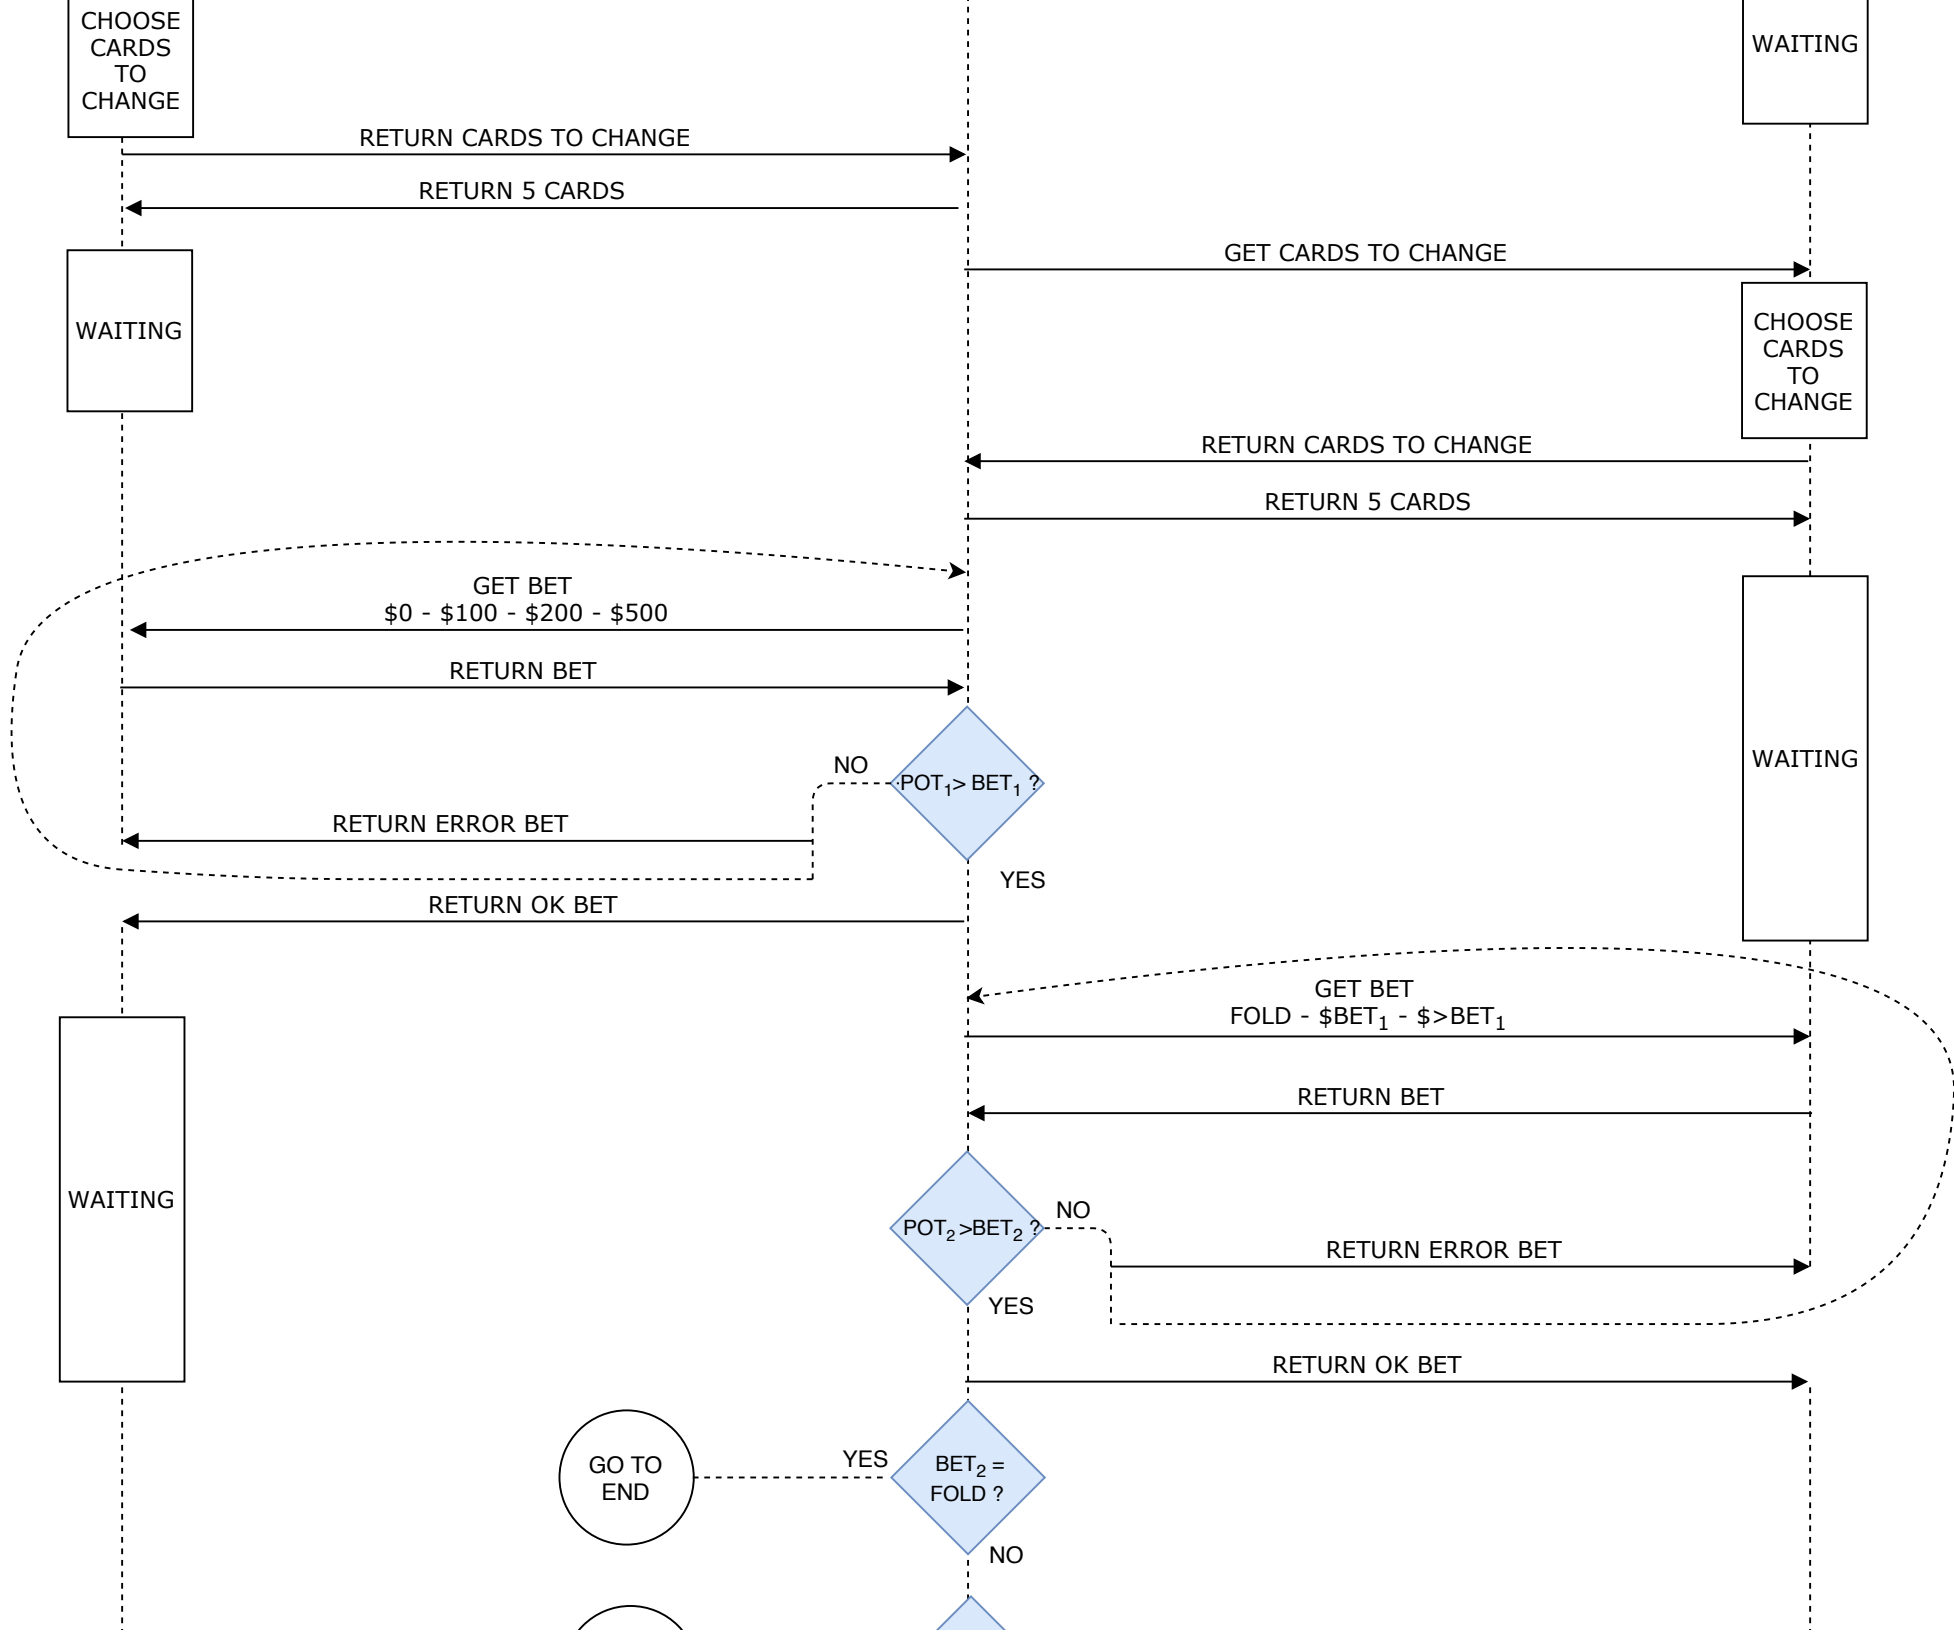 CHOOSE
CARDS
TO
CHANGE
WAITING
RETURN CARDS TO CHANGE
RETURN 5 CARDS
GET CARDS TO CHANGE
WAITING
CHOOSE
CARDS
TO
CHANGE
RETURN CARDS TO CHANGE
RETURN 5 CARDS
GET BET
$0 - $100 - $200 - $500
RETURN BET
WAITING
NO
POT₁> BET₁ ?
RETURN ERROR BET
YES
RETURN OK BET
GET BET
FOLD - $BET₁ - $>BET₁
RETURN BET
WAITING
POT₂ >BET₂ ?
NO
RETURN ERROR BET
YES
RETURN OK BET
GO TO
END
YES
BET₂ =
FOLD ?
NO